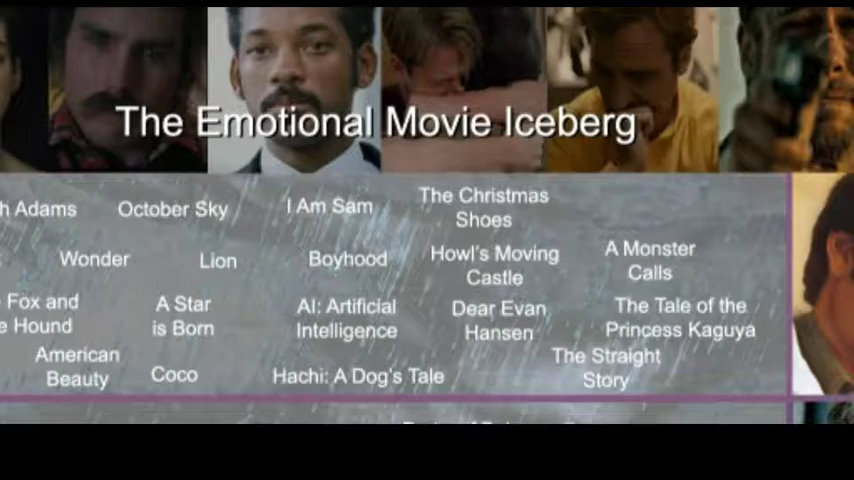 The Emotional Movie Iceberg
h Adams
October Sky
I Am Sam
The Christmas
Shoes
Wonder
Lion
Boyhood
Howl's Moving
Castle
A Monster
Calls
Fox and
e Hound
A Star
is Born
AI: Artificial
Intelligence
Dear Evan
Hansen
The Tale of the
Princess Kaguya
American
Beauty
Coco
Hachi: A Dog's Tale
The Straight
Story